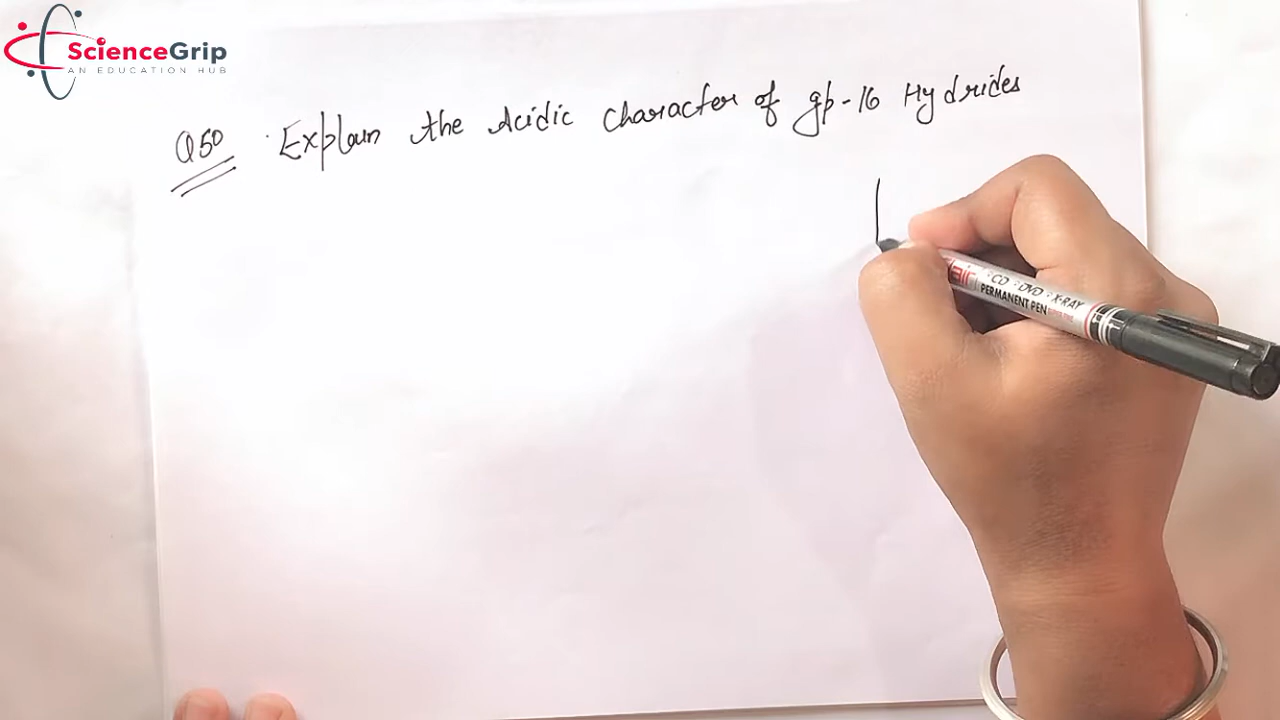 ScienceGrip
AN EDUCATION HUB
Q50 Explain the Acidic character of gp-16 Hydrides
CD • DVD • X-RAY
PERMANENT PEN